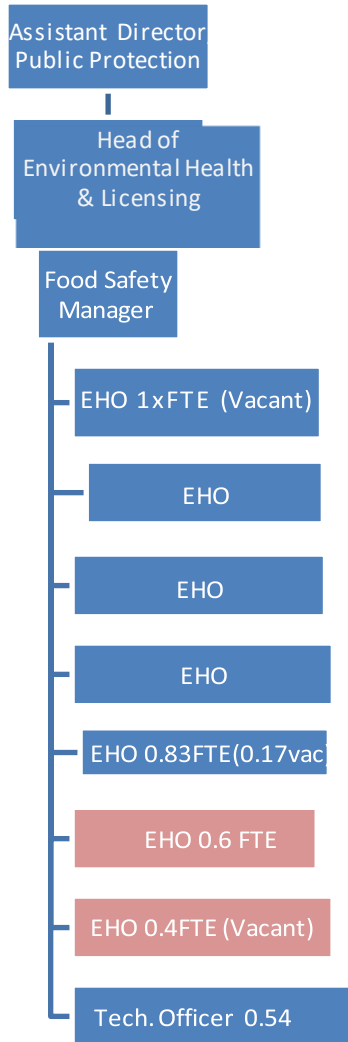 Assistant Director
Public Protection
Head of
Environmental Health
& Licensing
Food Safety
Manager
EHO 1xFTE (Vacant)
EHO
EHO
EHO
EHO 0.83FTE(0.17vac)
EHO 0.6 FTE
EHO 0.4FTE (Vacant)
Tech. Officer 0.54